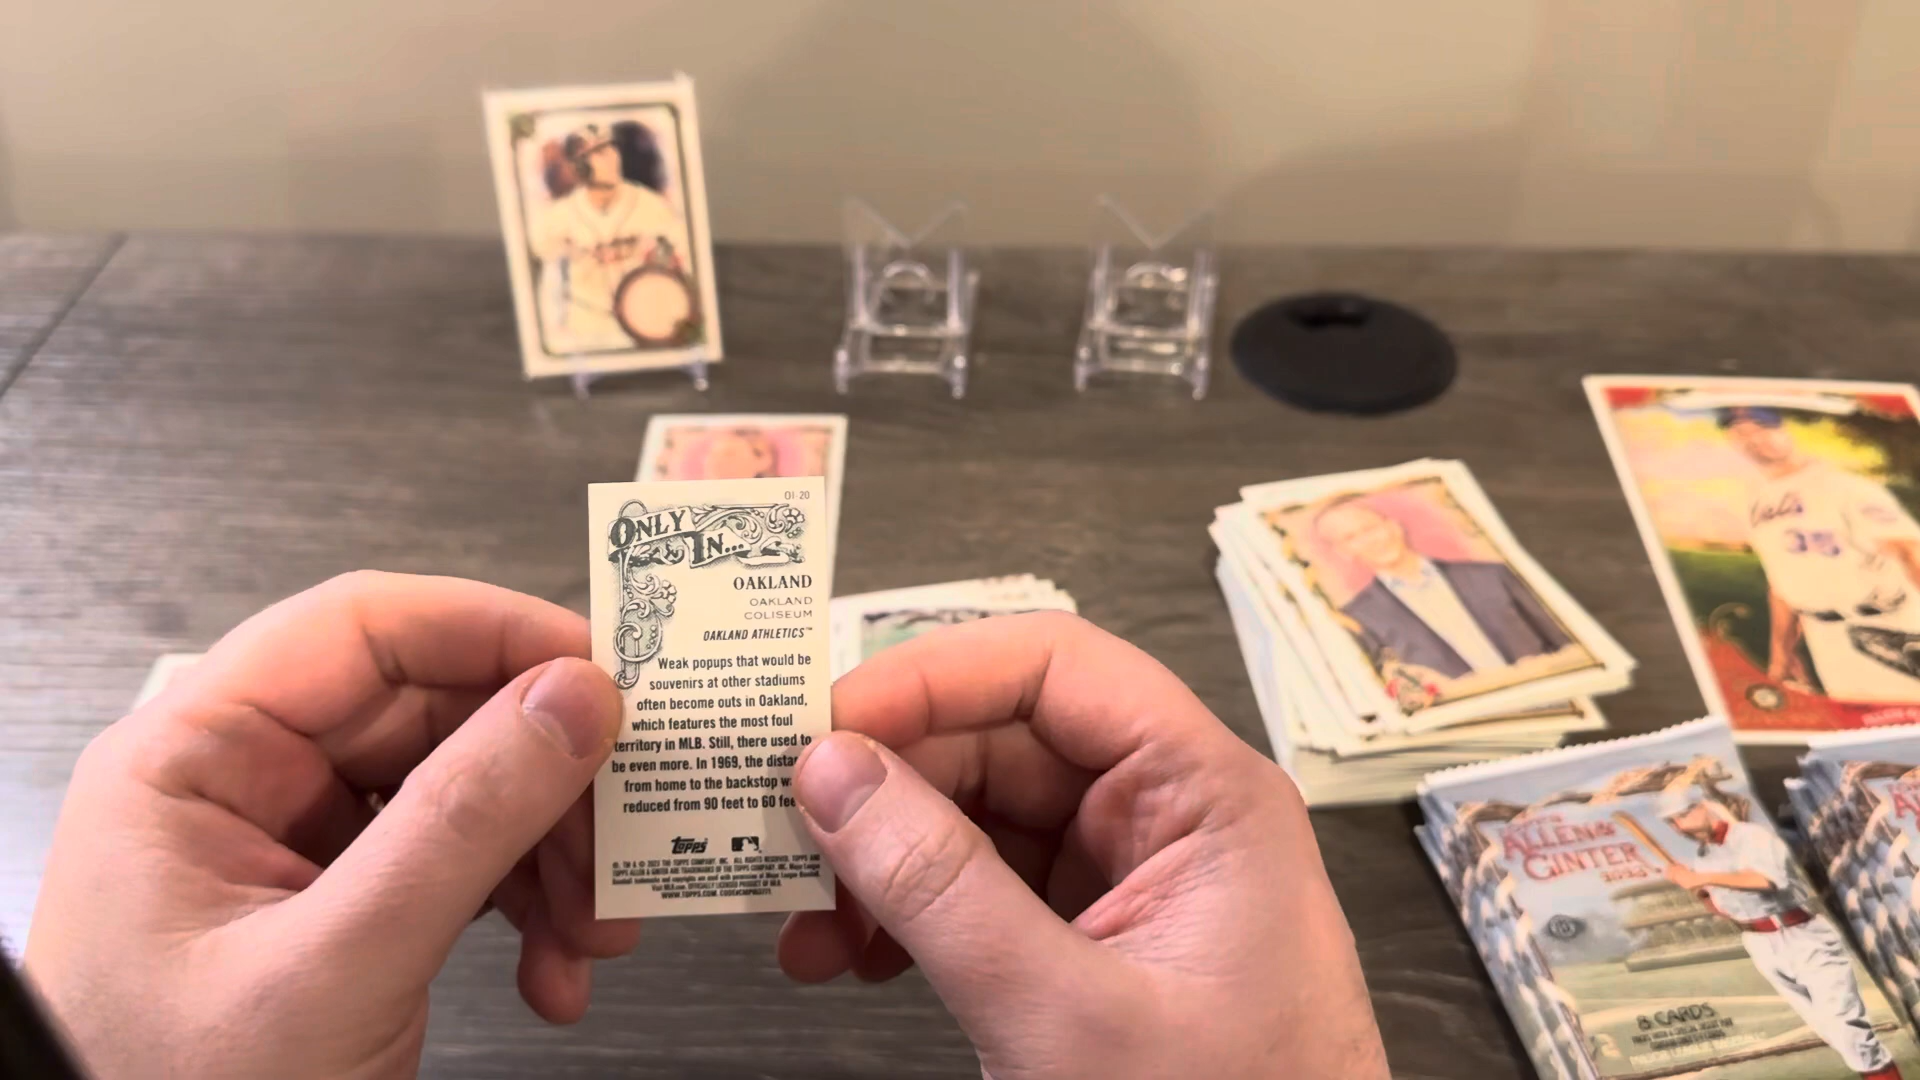 OI-20
ONLY
IN...
OAKLAND
OAKLAND
COLISEUM
OAKLAND ATHLETICS™
Weak popups that would be
souvenirs at other stadiums
often become outs in Oakland,
which features the most foul
territory in MLB. Still, there used to
be even more. In 1969, the
from home to the backstop
reduced from 90 feet to 60
Topps
35
ALLEN &
GINTER
2023
8 CARDS